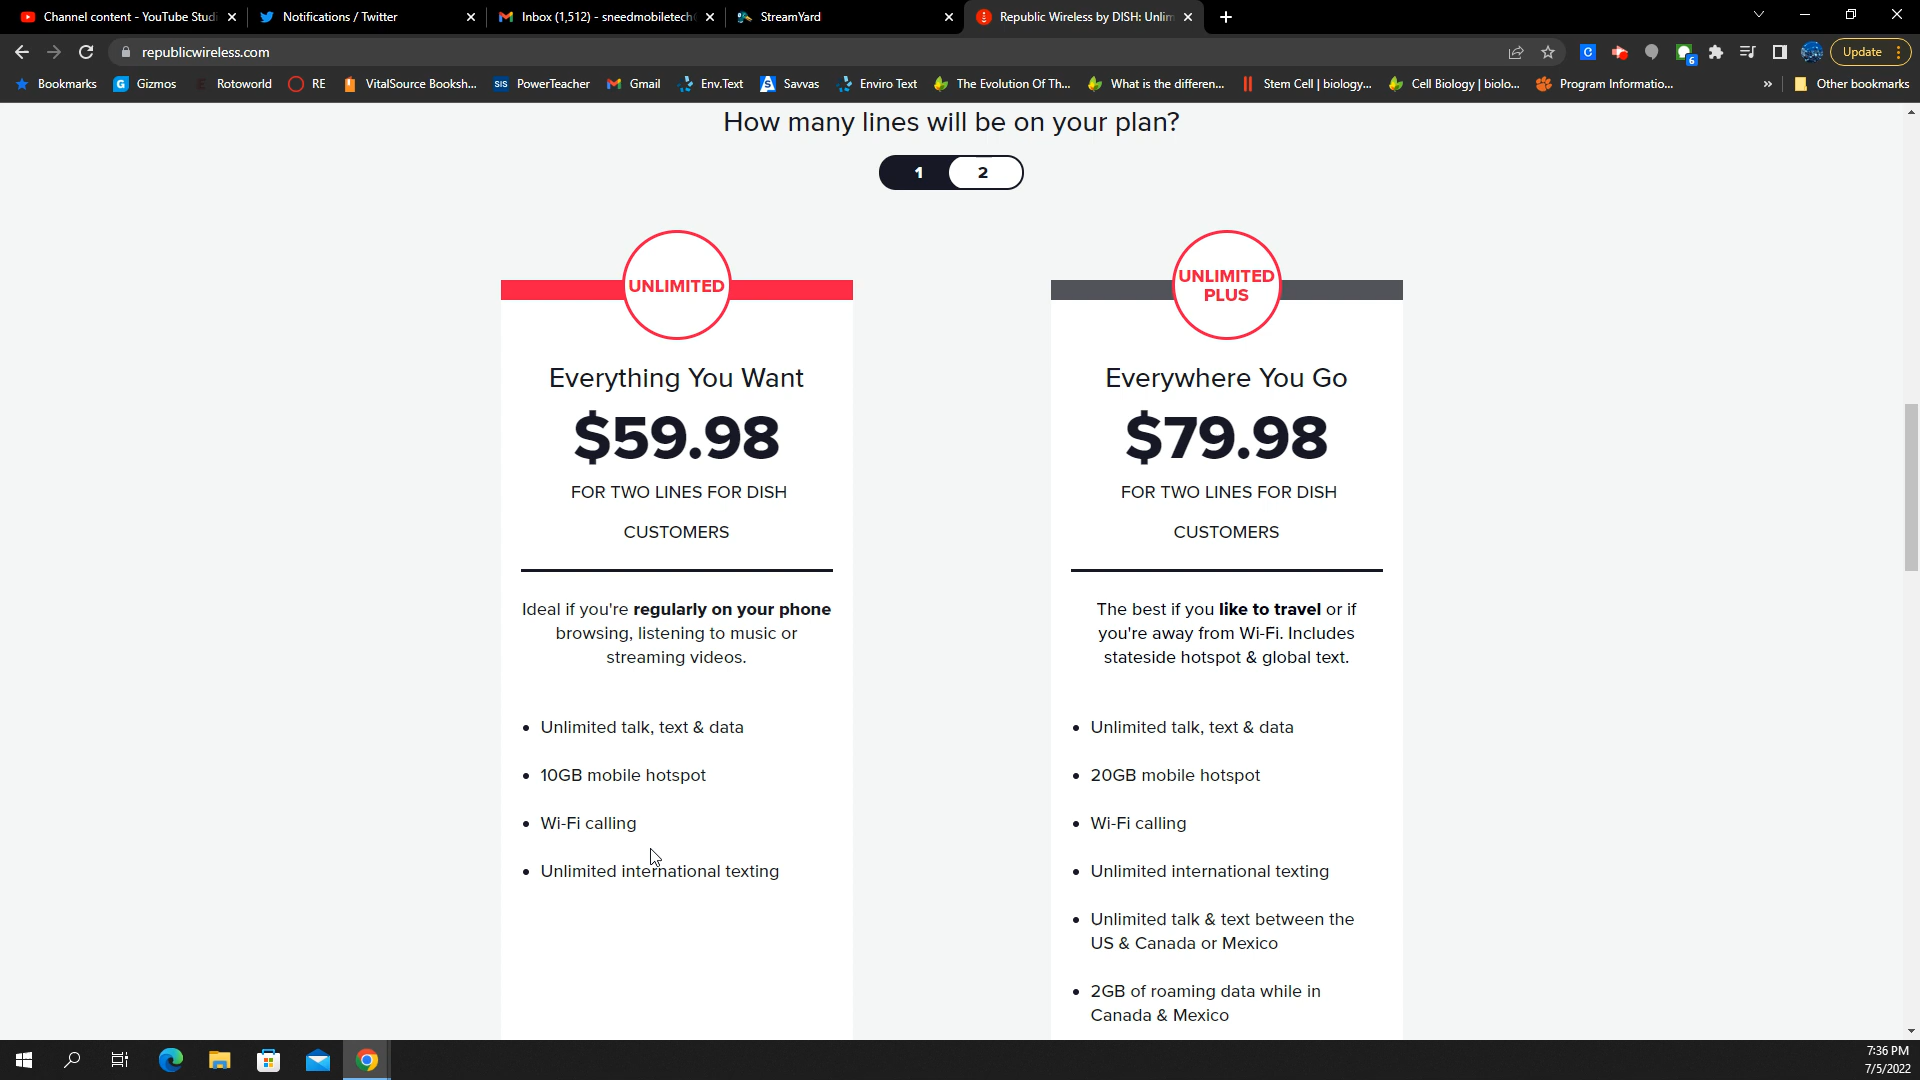 Channel content - YouTube Studi
Notifications / Twitter
Inbox (1,512) - sneedmobiletech
StreamYard
Republic Wireless by DISH: Unlim
republicwireless.com
6
Update
Bookmarks
Gizmos
Rotoworld
RE
VitalSource Booksh...
SIS
PowerTeacher
Gmail
Env.Text
Savvas
Enviro Text
The Evolution Of Th...
What is the differen...
Stem Cell | biology...
Cell Biology | biolo...
Program Informatio...
»
Other bookmarks
How many lines will be on your plan?
1
2
UNLIMITED
Everything You Want
$59.98
FOR TWO LINES FOR DISH
CUSTOMERS
Ideal if you're regularly on your phone
browsing, listening to music or
streaming videos.
• Unlimited talk, text & data
• 10GB mobile hotspot
• Wi-Fi calling
• Unlimited international texting
UNLIMITED
PLUS
Everywhere You Go
$79.98
FOR TWO LINES FOR DISH
CUSTOMERS
The best if you like to travel or if
you're away from Wi-Fi. Includes
stateside hotspot & global text.
• Unlimited talk, text & data
• 20GB mobile hotspot
• Wi-Fi calling
• Unlimited international texting
• Unlimited talk & text between the
US & Canada or Mexico
• 2GB of roaming data while in
Canada & Mexico
7:36 PM
7/5/2022